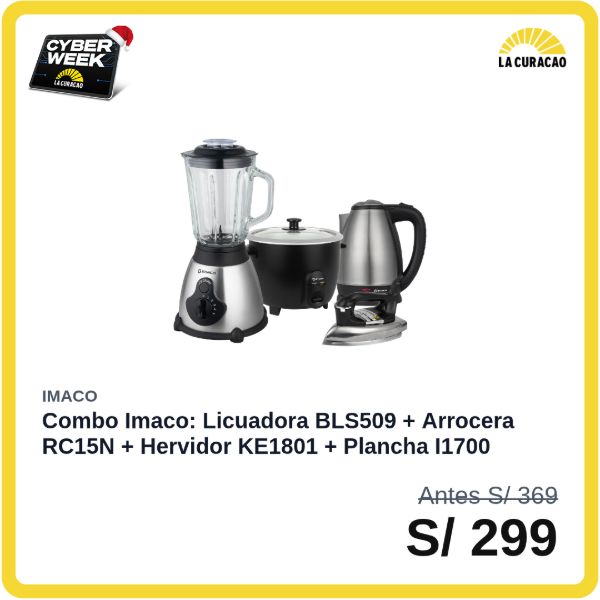 CYBER
WEEK
LA CURACAO
LA CURACAO
IMACO
Combo Imaco: Licuadora BLS509 + Arrocera
RC15N + Hervidor KE1801 + Plancha I1700
Antes S/ 369
S/ 299